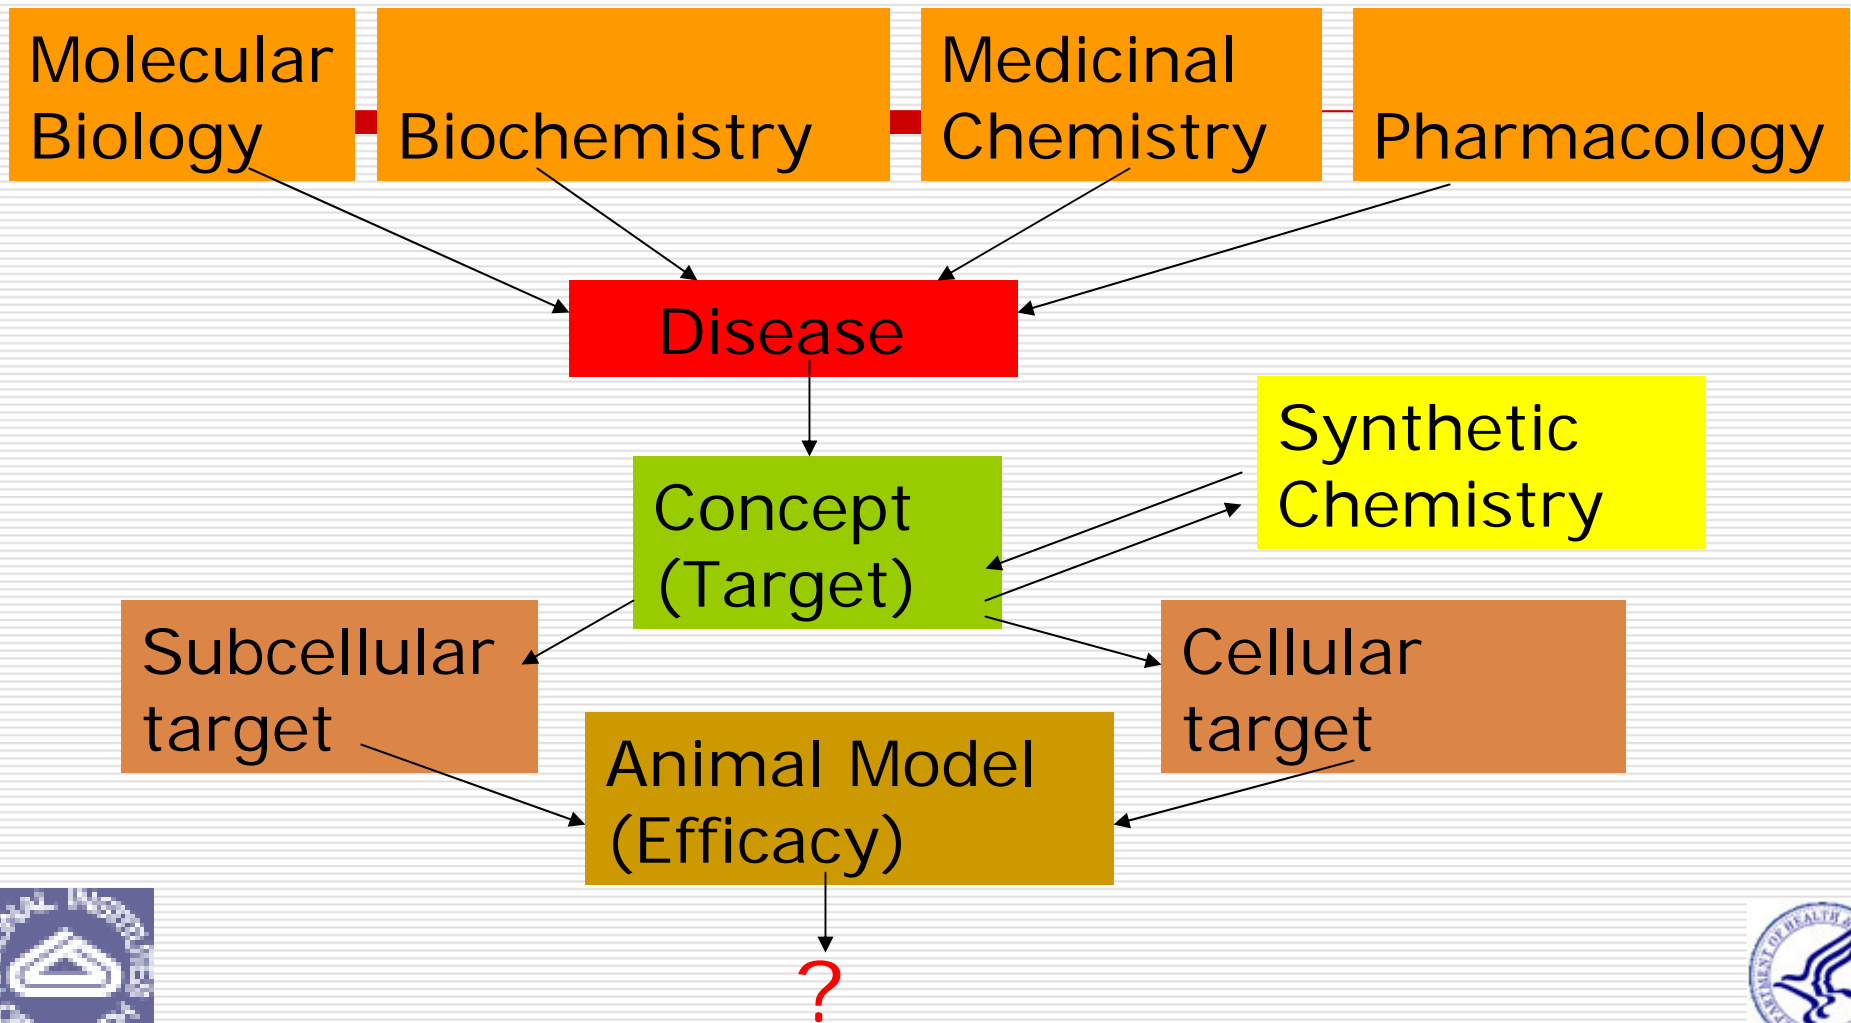 Molecular
Biology
Biochemistry
Medicinal
Chemistry
Pharmacology
Disease
Synthetic
Chemistry
Concept
(Target)
Subcellular
target
Cellular
target
Animal Model
(Efficacy)
?